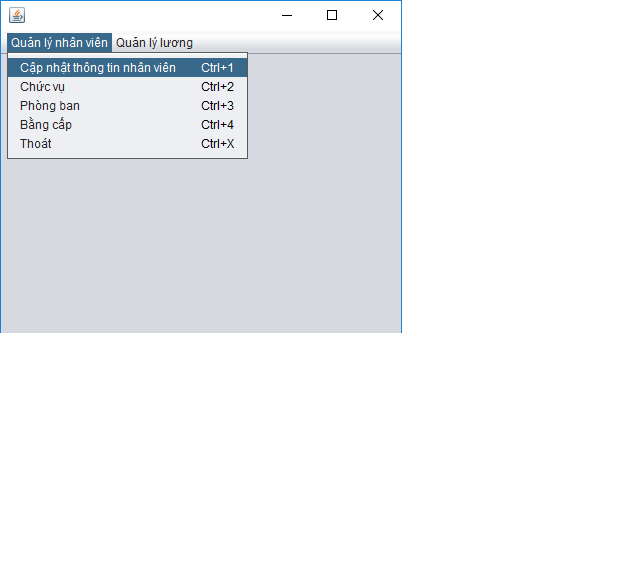 Quản lý nhân viên Quản lý lương
Cập nhật thông tin nhân viên Ctrl+1
Chức vụ Ctrl+2
Phòng ban Ctrl+3
Bằng cấp Ctrl+4
Thoát Ctrl+X